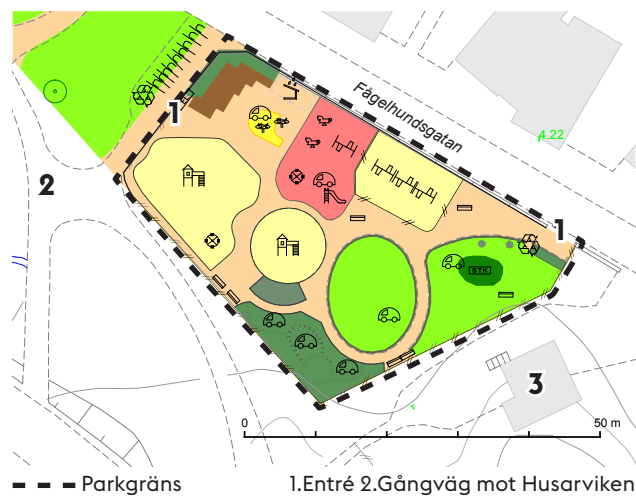 Fågelhundsgatan
4.22
1
2
1
STK
3
0
50 m
Parkgräns
1.Entré 2.Gångväg mot Husarviken